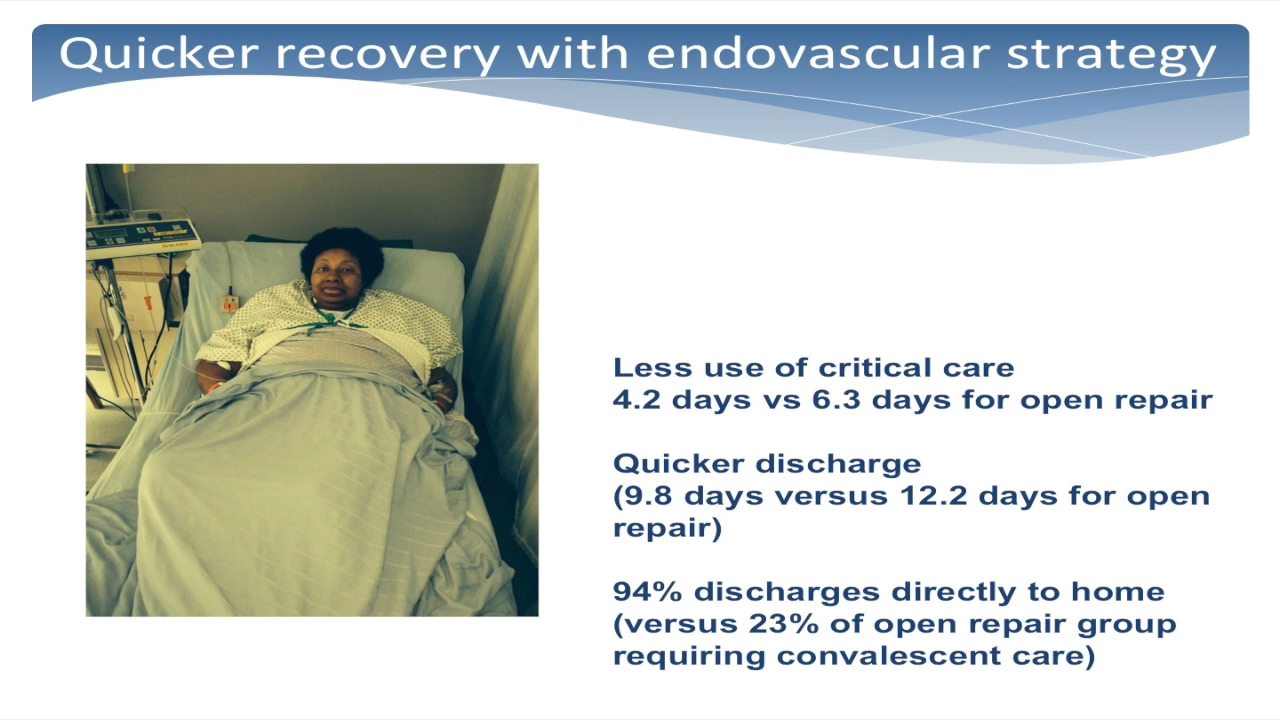 Quicker recovery with endovascular strategy
Less use of critical care
4.2 days vs 6.3 days for open repair
Quicker discharge
(9.8 days versus 12.2 days for open
repair)
94% discharges directly to home
(versus 23% of open repair group
requiring convalescent care)